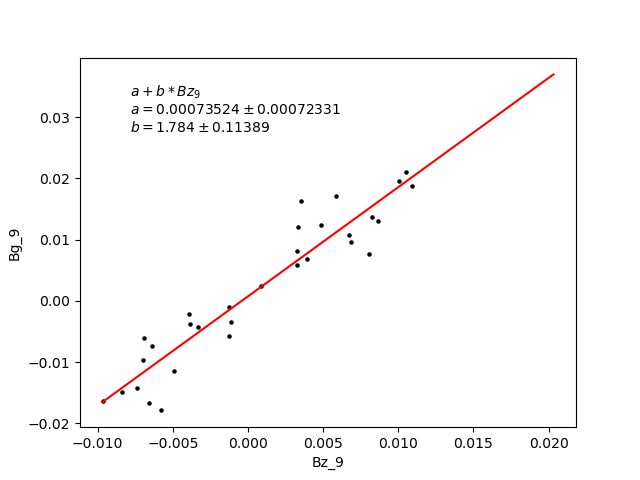 a + b * Bz₉
a = 0.00073524 ± 0.00072331
b = 1.784 ± 0.11389
0.03
0.02
0.01
0.00
−0.01
−0.02
Bg_9
−0.010 −0.005 0.000 0.005 0.010 0.015 0.020
Bz_9